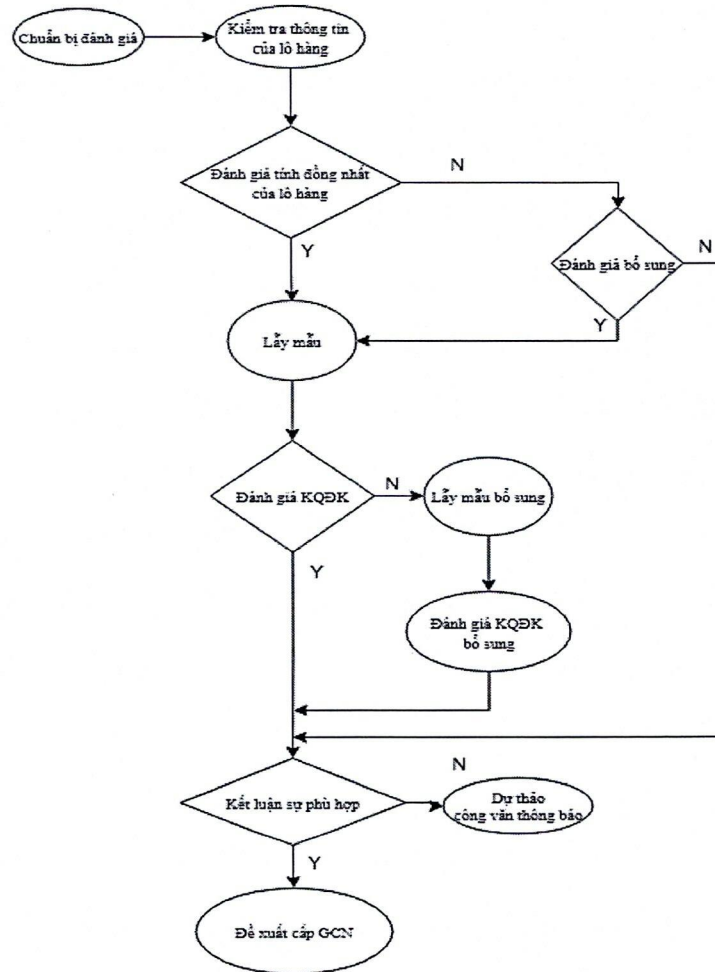 Chuẩn bị đánh giá
Kiểm tra thông tin
của lô hàng
Đánh giá tính đồng nhất
của lô hàng
N
Y
Đánh giá bổ sung
N
Y
Lấy mẫu
Đánh giá KQĐK
N
Lấy mẫu bổ sung
Y
Đánh giá KQĐK
bổ sung
Kết luận sự phù hợp
N
Dự thảo
công văn thông báo
Y
Đề xuất cấp GCN